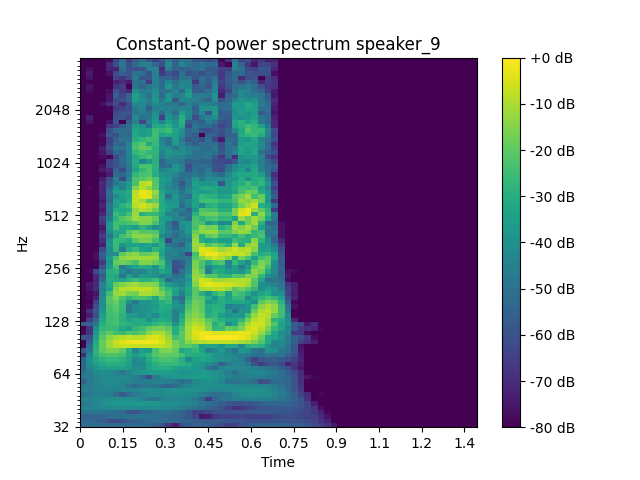 Constant-Q power spectrum speaker_9
+0 dB
-10 dB
-20 dB
-30 dB
-40 dB
-50 dB
-60 dB
-70 dB
-80 dB
Hz
2048
1024
512
256
128
64
32
0 0.15 0.3 0.45 0.6 0.75 0.9 1.1 1.2 1.4
Time